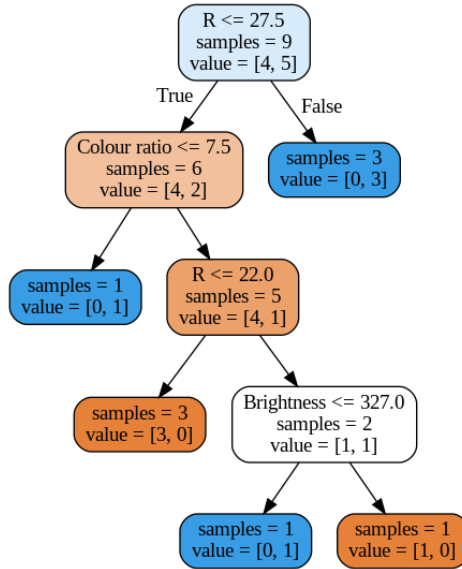 R <= 27.5
samples = 9
value = [4, 5]
True
False
Colour ratio <= 7.5
samples = 6
value = [4, 2]
samples = 3
value = [0, 3]
samples = 1
value = [0, 1]
R <= 22.0
samples = 5
value = [4, 1]
samples = 3
value = [3, 0]
Brightness <= 327.0
samples = 2
value = [1, 1]
samples = 1
value = [0, 1]
samples = 1
value = [1, 0]